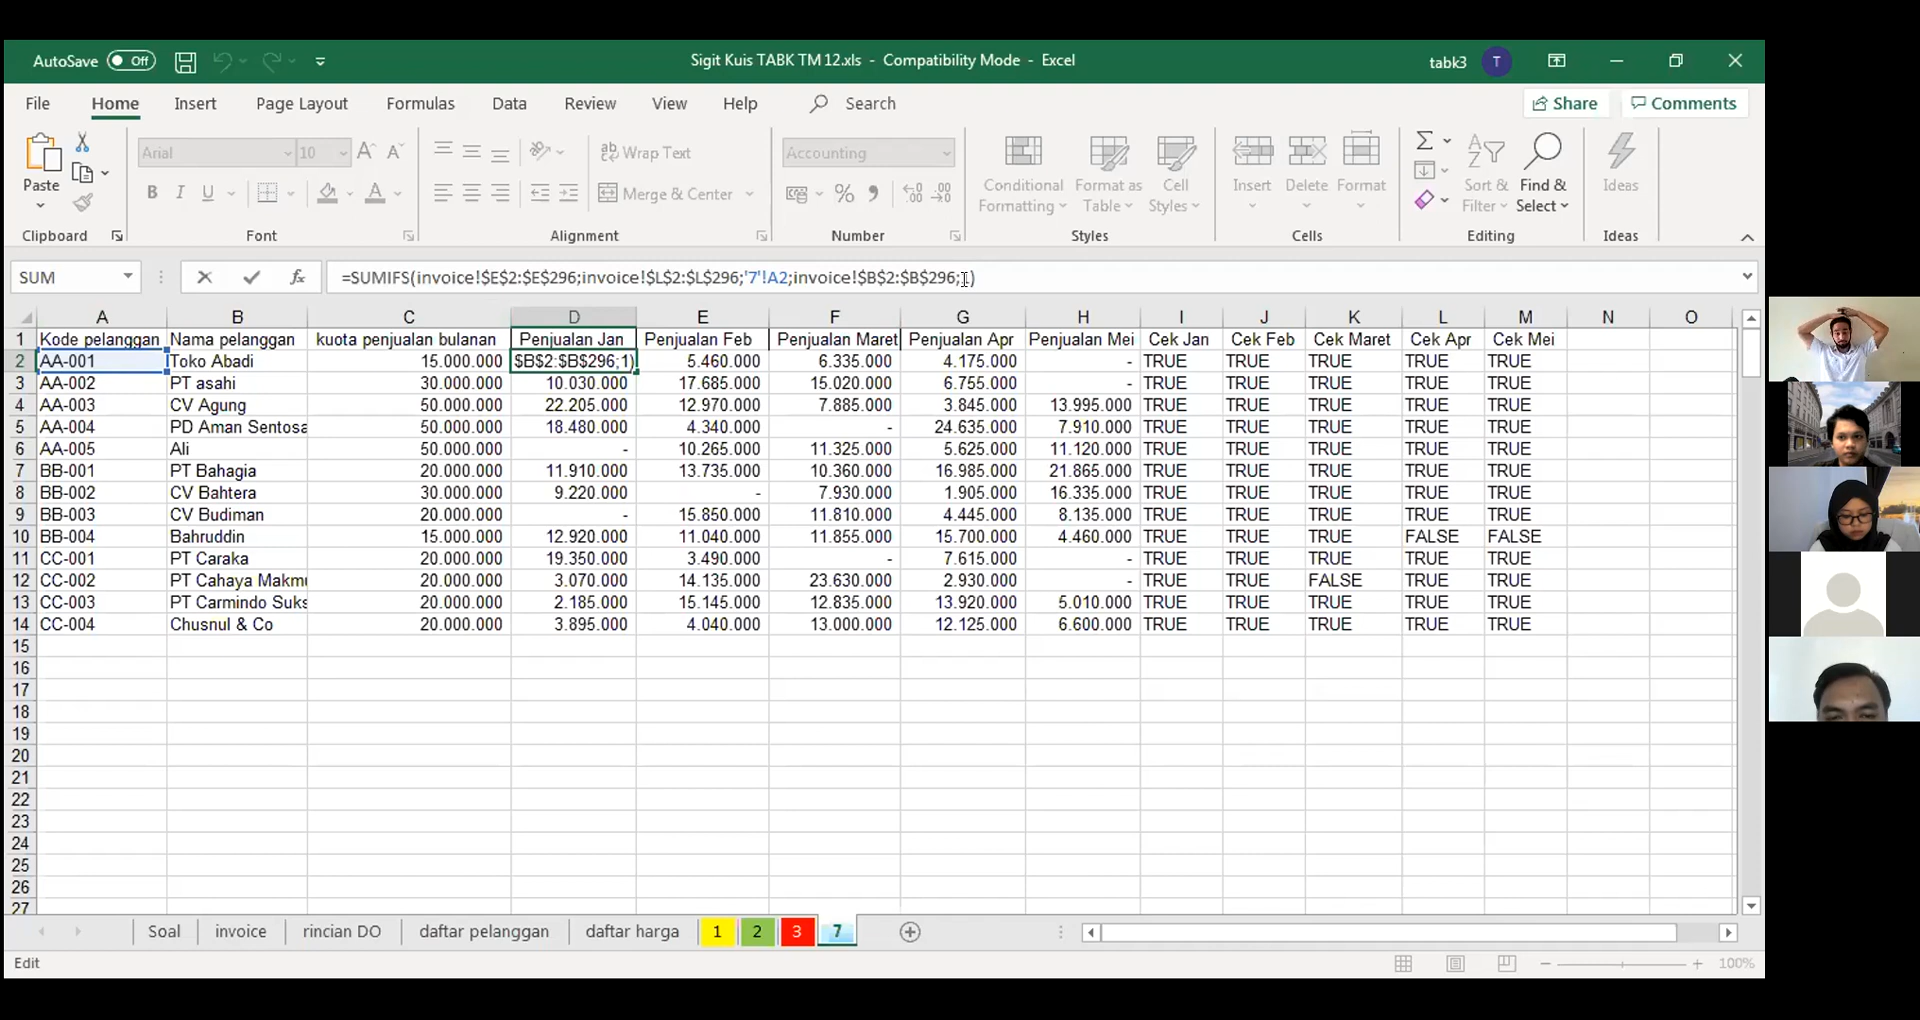 AutoSave Off Sigit Kuis TABK TM 12.xls - Compatibility Mode - Excel tabk3 T
File Home Insert Page Layout Formulas Data Review View Help Search Share Comments
Arial 10 Wrap Text Accounting
Paste Merge & Center Conditional Formatting Format as Table Cell Styles Insert Delete Format Sort & Filter Find & Select Ideas
Clipboard Font Alignment Number Styles Cells Editing Ideas
SUM =SUMIFS(invoice!$E$2:$E$296;invoice!$L$2:$L$296;'7'!A2;invoice!$B$2:$B$296;1)
A B C D E F G H I J K L M N O
1 Kode pelanggan Nama pelanggan kuota penjualan bulanan Penjualan Jan Penjualan Feb Penjualan Maret Penjualan Apr Penjualan Mei Cek Jan Cek Feb Cek Maret Cek Apr Cek Mei
2 AA-001 Toko Abadi 15.000.000 $B$2:$B$296;1) 5.460.000 6.335.000 4.175.000 - TRUE TRUE TRUE TRUE TRUE
3 AA-002 PT asahi 30.000.000 10.030.000 17.685.000 15.020.000 6.755.000 - TRUE TRUE TRUE TRUE TRUE
4 AA-003 CV Agung 50.000.000 22.205.000 12.970.000 7.885.000 3.845.000 13.995.000 TRUE TRUE TRUE TRUE TRUE
5 AA-004 PD Aman Sentosa 50.000.000 18.480.000 4.340.000 - 24.635.000 7.910.000 TRUE TRUE TRUE TRUE TRUE
6 AA-005 Ali 50.000.000 - 10.265.000 11.325.000 5.625.000 11.120.000 TRUE TRUE TRUE TRUE TRUE
7 BB-001 PT Bahagia 20.000.000 11.910.000 13.735.000 10.360.000 16.985.000 21.865.000 TRUE TRUE TRUE TRUE TRUE
8 BB-002 CV Bahtera 30.000.000 9.220.000 - 7.930.000 1.905.000 16.335.000 TRUE TRUE TRUE TRUE TRUE
9 BB-003 CV Budiman 20.000.000 - 15.850.000 11.810.000 4.445.000 8.135.000 TRUE TRUE TRUE TRUE TRUE
10 BB-004 Bahruddin 15.000.000 12.920.000 11.040.000 11.855.000 15.700.000 4.460.000 TRUE TRUE TRUE FALSE FALSE
11 CC-001 PT Caraka 20.000.000 19.350.000 3.490.000 - 7.615.000 - TRUE TRUE TRUE TRUE TRUE
12 CC-002 PT Cahaya Makmu 20.000.000 3.070.000 14.135.000 23.630.000 2.930.000 - TRUE TRUE FALSE TRUE TRUE
13 CC-003 PT Carmindo Suks 20.000.000 2.185.000 15.145.000 12.835.000 13.920.000 5.010.000 TRUE TRUE TRUE TRUE TRUE
14 CC-004 Chusnul & Co 20.000.000 3.895.000 4.040.000 13.000.000 12.125.000 6.600.000 TRUE TRUE TRUE TRUE TRUE
15
16
17
18
19
20
21
22
23
24
25
26
27
Soal invoice rincian DO daftar pelanggan daftar harga 1 2 3 7
Edit 100%